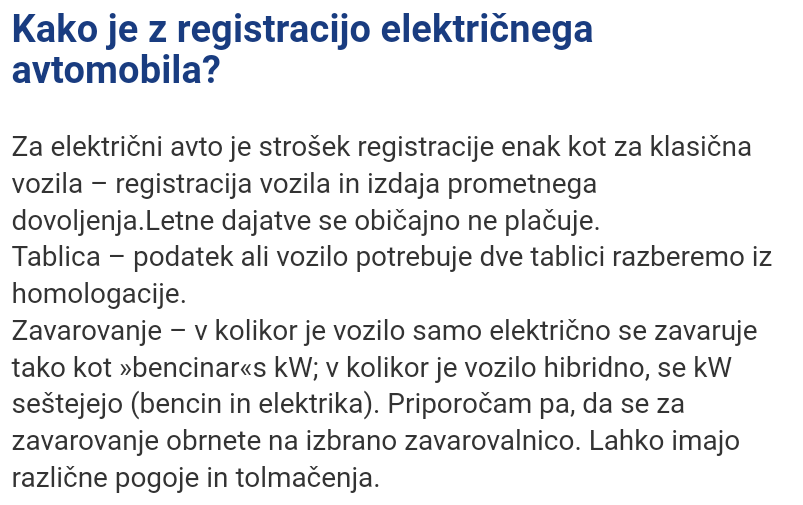 Kako je z registracijo električnega
avtomobila?
Za električni avto je strošek registracije enak kot za klasična
vozila – registracija vozila in izdaja prometnega
dovoljenja.Letne dajatve se običajno ne plačuje.
Tablica – podatek ali vozilo potrebuje dve tablici razberemo iz
homologacije.
Zavarovanje – v kolikor je vozilo samo električno se zavaruje
tako kot »bencinar«s kW; v kolikor je vozilo hibridno, se kW
seštejejo (bencin in elektrika). Priporočam pa, da se za
zavarovanje obrnete na izbrano zavarovalnico. Lahko imajo
različne pogoje in tolmačenja.